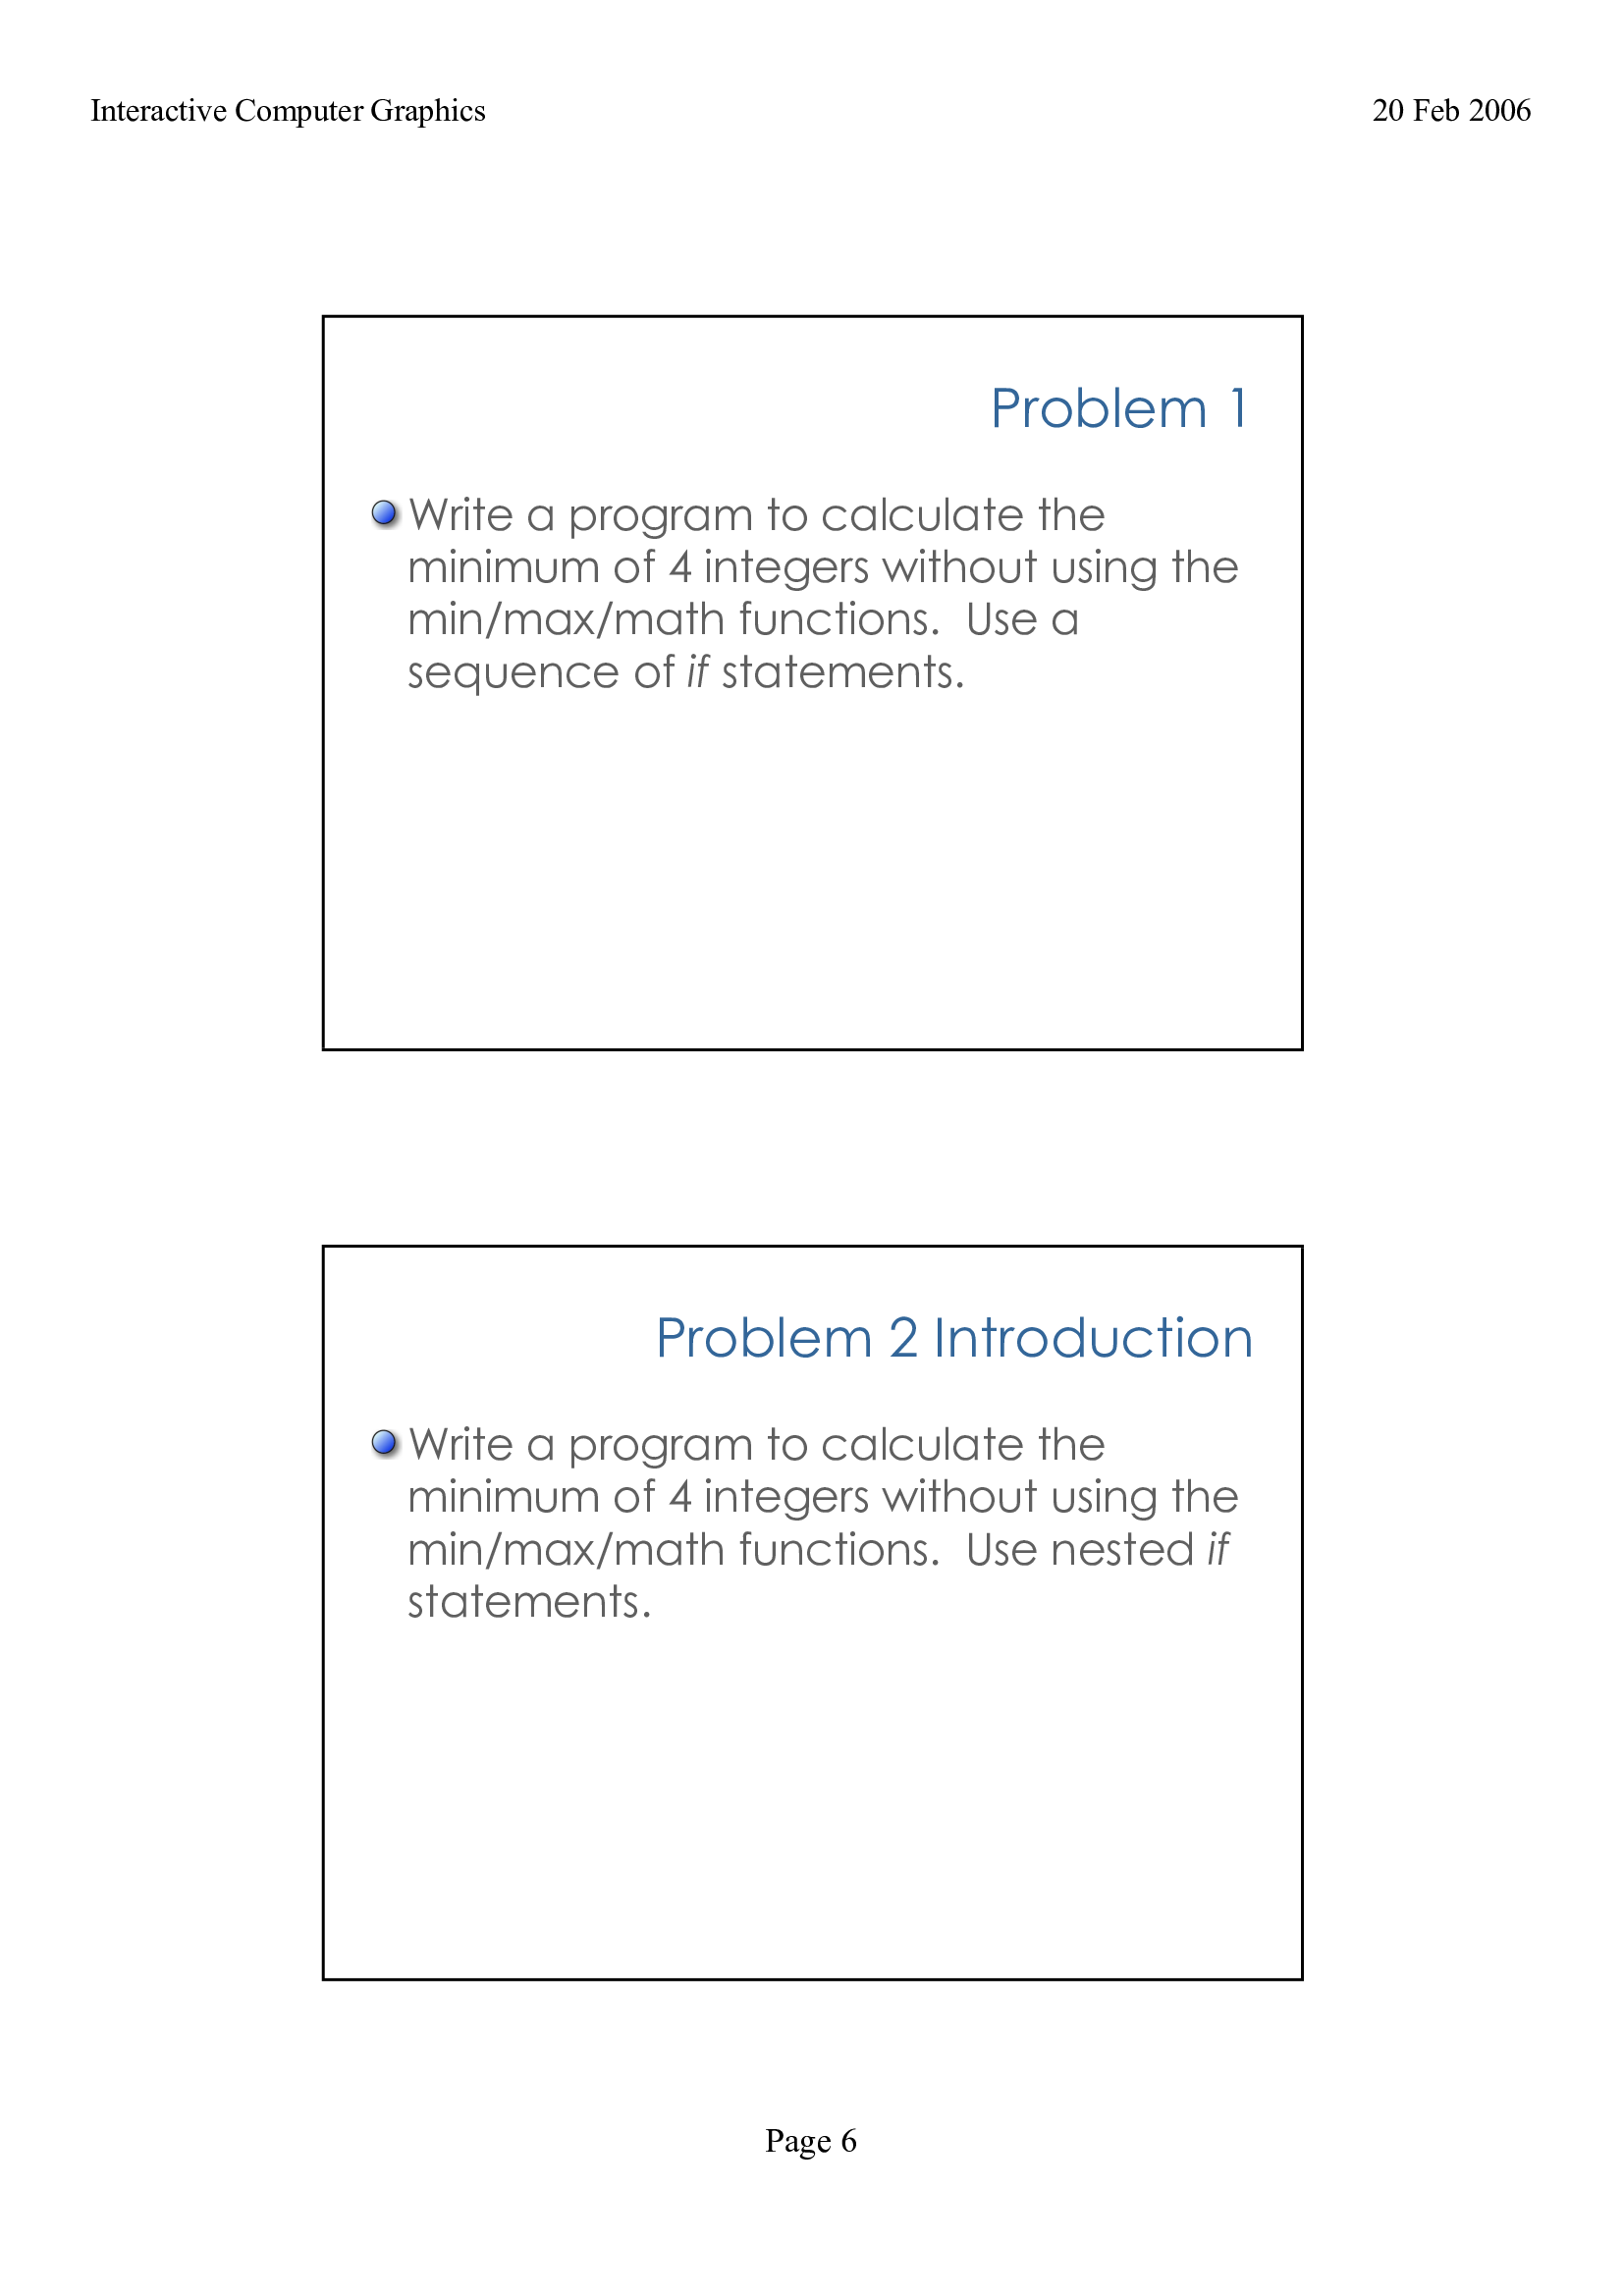 Interactive Computer Graphics
20 Feb 2006
Problem 1
Write a program to calculate the
minimum of 4 integers without using the
min/max/math functions.  Use a
sequence of if statements.
Problem 2 Introduction
Write a program to calculate the
minimum of 4 integers without using the
min/max/math functions.  Use nested if
statements.
Page 6